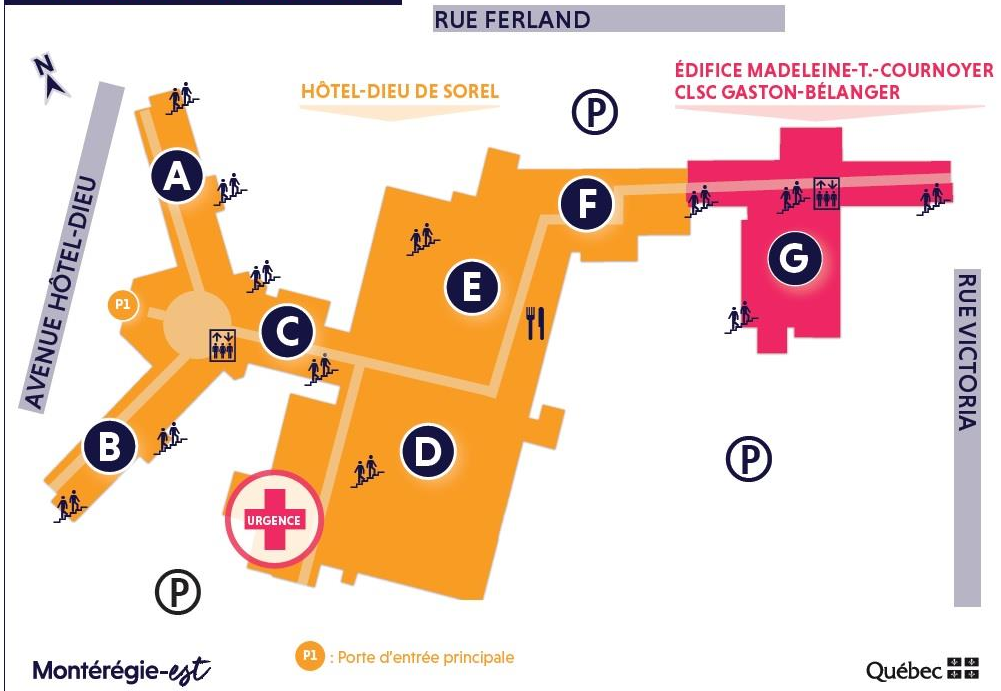 RUE FERLAND
N
HÔTEL-DIEU DE SOREL
ÉDIFICE MADELEINE-T.-COURNOYER
CLSC GASTON-BÉLANGER
P
A
F
AVENUE HÔTEL-DIEU
G
E
P1
C
RUE VICTORIA
B
D
P
URGENCE
P
P1 : Porte d'entrée principale
Montérégie-est
Québec